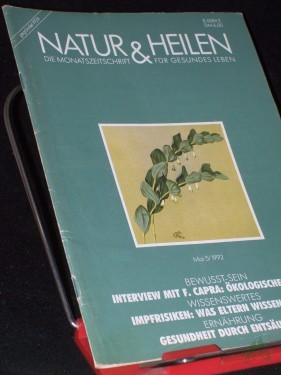 NATUR & HEILEN
DIE MONATSZEITSCHRIFT FÜR GESUNDES LEBEN
Mai 5/1992
BEWUSST-SEIN
INTERVIEW MIT F. CAPRA: ÖKOLOGISCHE
WISSENSWERTES
IMPFRISIKEN: WAS ELTERN WISSEN
ERNÄHRUNG
GESUNDHEIT DURCH ENTSÄU